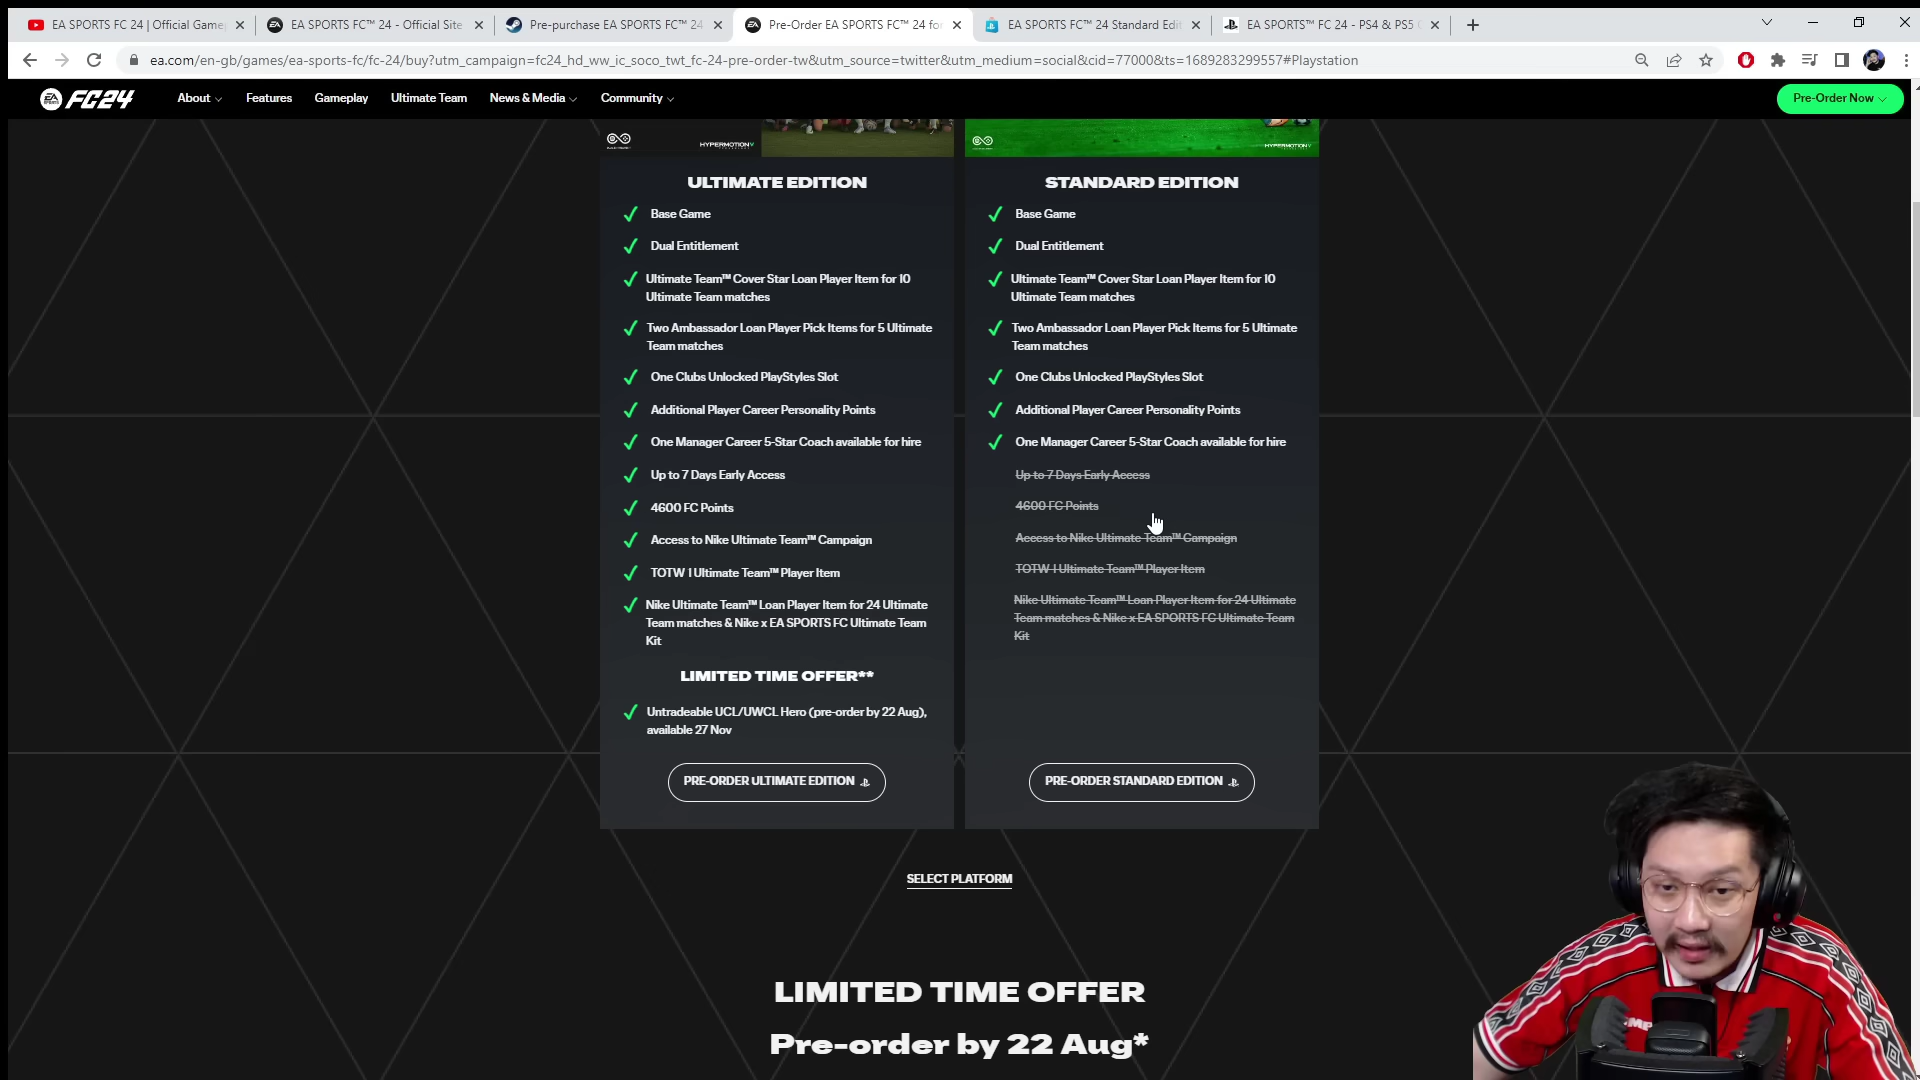 EA SPORTS FC 24 | Official Game
EA SPORTS FC™ 24 - Official Site
Pre-purchase EA SPORTS FC™ 24
Pre-Order EA SPORTS FC™ 24 fo
EA SPORTS FC™ 24 Standard Edit
EA SPORTS™ FC 24 - PS4 & PS5
ea.com/en-gb/games/ea-sports-fc/fc-24/buy?utm_campaign=fc24_hd_ww_ic_soco_twt_fc-24-pre-order-tw&utm_source=twitter&utm_medium=social&cid=77000&ts=1689283299557#Playstation
EA SPORTS FC24
About
Features
Gameplay
Ultimate Team
News & Media
Community
Pre-Order Now
HYPERMOTIONV
HYPERMOTIONV
ULTIMATE EDITION
Base Game
Dual Entitlement
Ultimate Team™ Cover Star Loan Player Item for 10
Ultimate Team matches
Two Ambassador Loan Player Pick Items for 5 Ultimate
Team matches
One Clubs Unlocked PlayStyles Slot
Additional Player Career Personality Points
One Manager Career 5-Star Coach available for hire
Up to 7 Days Early Access
4600 FC Points
Access to Nike Ultimate Team™ Campaign
TOTW 1 Ultimate Team™ Player Item
Nike Ultimate Team™ Loan Player Item for 24 Ultimate
Team matches & Nike x EA SPORTS FC Ultimate Team
Kit
LIMITED TIME OFFER**
Untradeable UCL/UWCL Hero (pre-order by 22 Aug),
available 27 Nov
PRE-ORDER ULTIMATE EDITION
STANDARD EDITION
Base Game
Dual Entitlement
Ultimate Team™ Cover Star Loan Player Item for 10
Ultimate Team matches
Two Ambassador Loan Player Pick Items for 5 Ultimate
Team matches
One Clubs Unlocked PlayStyles Slot
Additional Player Career Personality Points
One Manager Career 5-Star Coach available for hire
Up to 7 Days Early Access
4600 FC Points
Access to Nike Ultimate Team™ Campaign
TOTW 1 Ultimate Team™ Player Item
Nike Ultimate Team™ Loan Player Item for 24 Ultimate
Team matches & Nike x EA SPORTS FC Ultimate Team
Kit
PRE-ORDER STANDARD EDITION
SELECT PLATFORM
LIMITED TIME OFFER
Pre-order by 22 Aug*